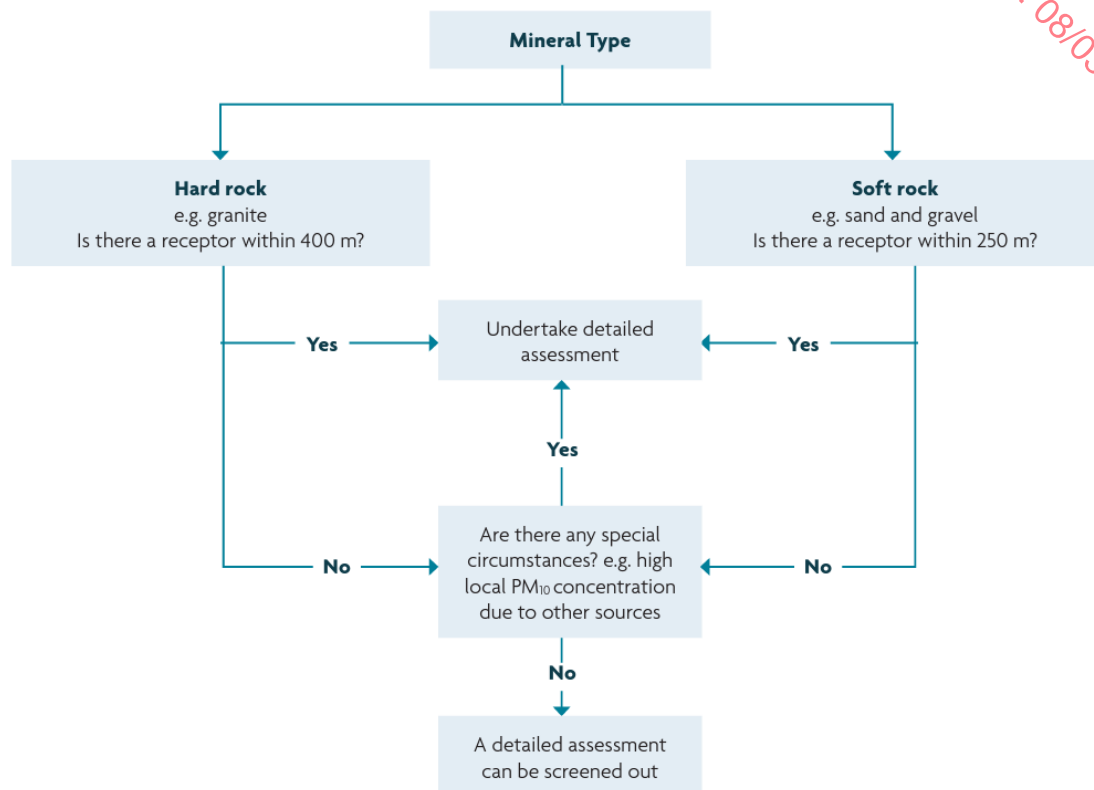 08/03
Mineral Type
Hard rock
e.g. granite
Is there a receptor within 400 m?
Soft rock
e.g. sand and gravel
Is there a receptor within 250 m?
Undertake detailed
assessment
Yes
Yes
Yes
Are there any special
circumstances? e.g. high
local PM₁₀ concentration
due to other sources
No
No
No
A detailed assessment
can be screened out